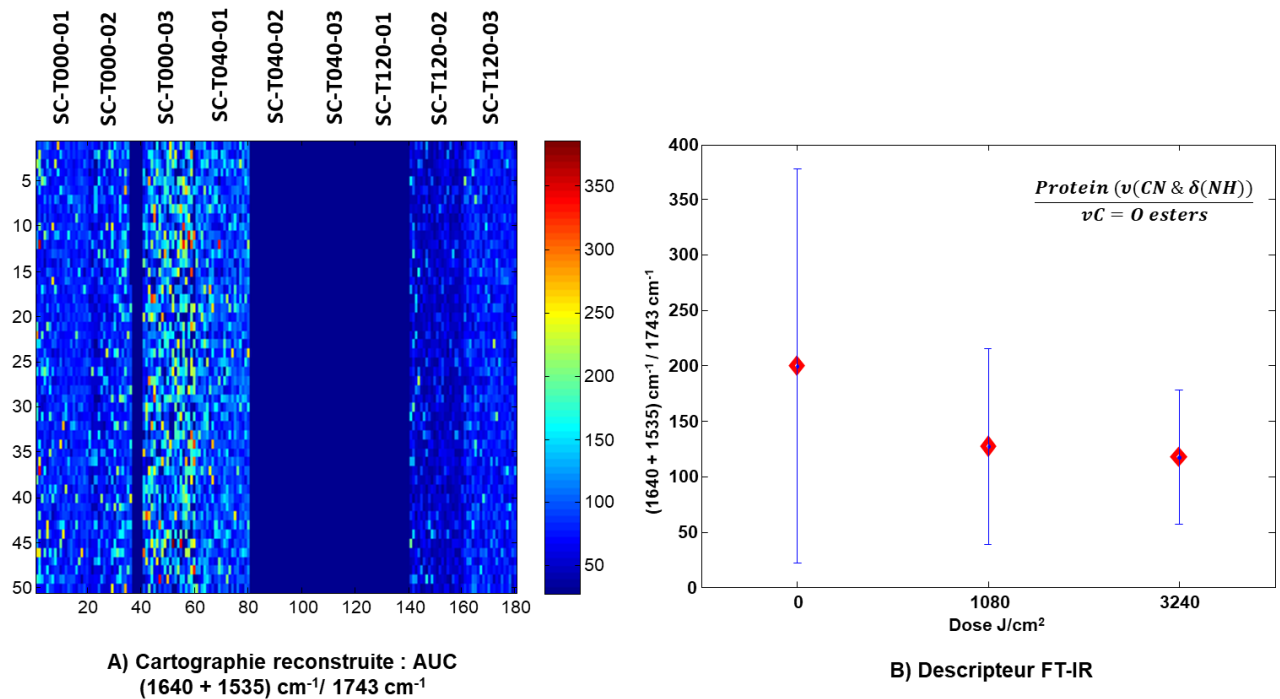 SC-T000-01
SC-T000-02
SC-T000-03
SC-T040-01
SC-T040-02
SC-T040-03
SC-T120-01
SC-T120-02
SC-T120-03
5
10
15
20
25
30
35
40
45
50
20 40 60 80 100 120 140 160 180
350
300
250
200
150
100
50
A) Cartographie reconstruite : AUC
(1640 + 1535) cm⁻¹/ 1743 cm⁻¹
(1640 + 1535) cm⁻¹ / 1743 cm⁻¹
400
350
300
250
200
150
100
50
0
Protein (υ(CN & δ(NH))
νC = O esters
0 1080 3240
Dose J/cm²
B) Descripteur FT-IR